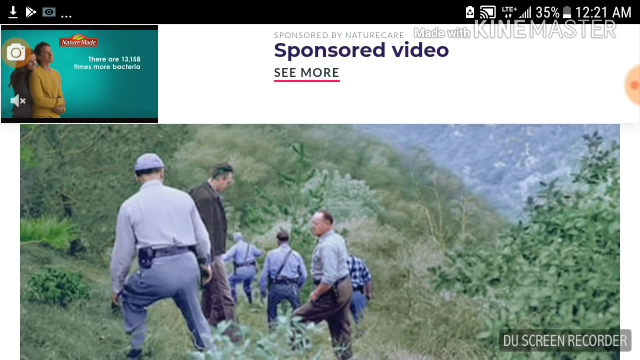 LTE+ 35% 12:21 AM
SPONSORED BY NATURECARE
Made with KINEMASTER
Sponsored video
SEE MORE
Nature Made
There are 13,158
times more bacteria
DU SCREEN RECORDER